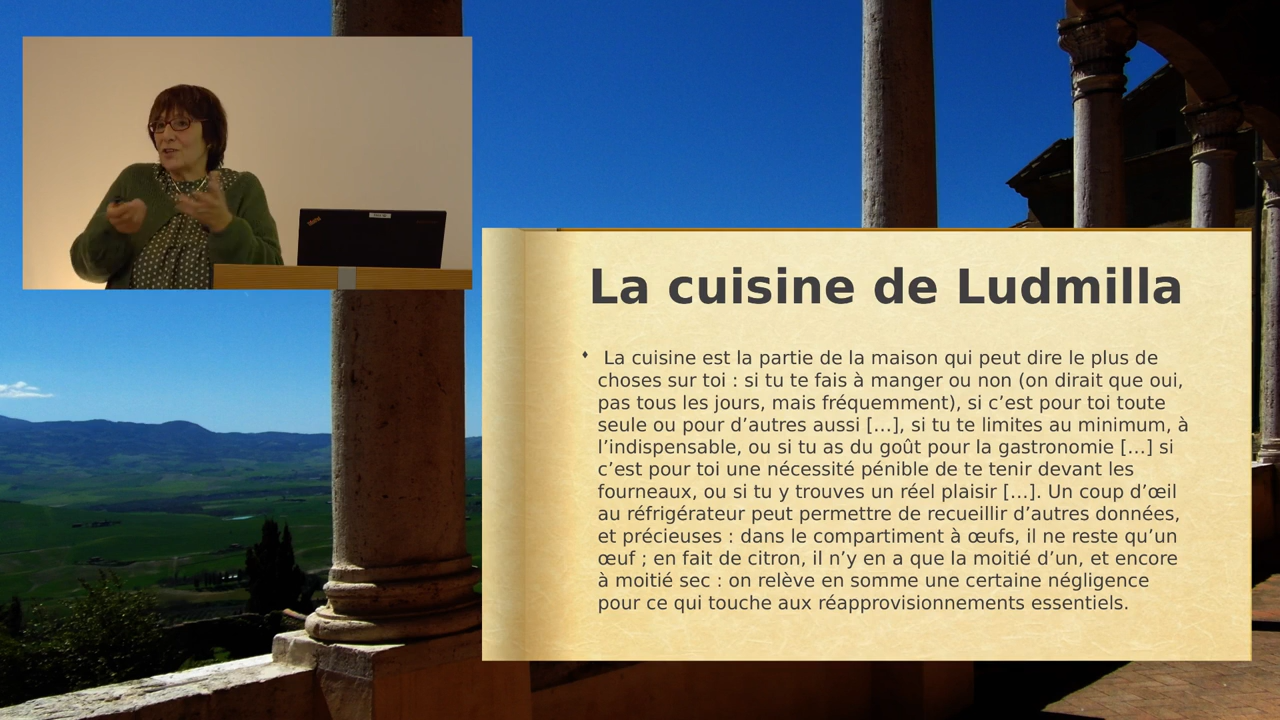 La cuisine de Ludmilla
La cuisine est la partie de la maison qui peut dire le plus de
choses sur toi : si tu te fais à manger ou non (on dirait que oui,
pas tous les jours, mais fréquemment), si c’est pour toi toute
seule ou pour d’autres aussi […], si tu te limites au minimum, à
l’indispensable, ou si tu as du goût pour la gastronomie […] si
c’est pour toi une nécessité pénible de te tenir devant les
fourneaux, ou si tu y trouves un réel plaisir […]. Un coup d’œil
au réfrigérateur peut permettre de recueillir d’autres données,
et précieuses : dans le compartiment à œufs, il ne reste qu’un
œuf ; en fait de citron, il n’y en a que la moitié d’un, et encore
à moitié sec : on relève en somme une certaine négligence
pour ce qui touche aux réapprovisionnements essentiels.